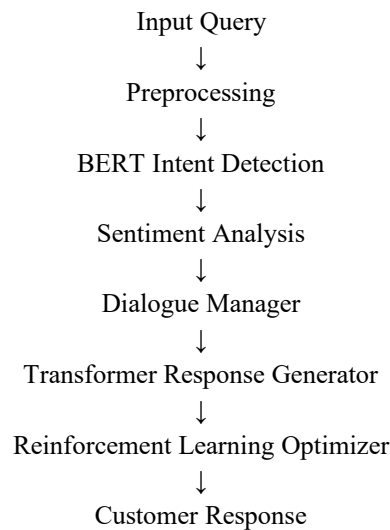 Input Query
↓
Preprocessing
↓
BERT Intent Detection
↓
Sentiment Analysis
↓
Dialogue Manager
↓
Transformer Response Generator
↓
Reinforcement Learning Optimizer
↓
Customer Response